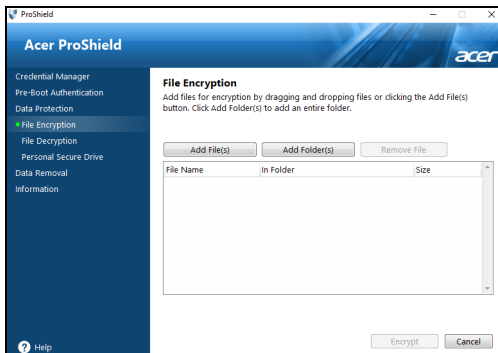 ProShield
Acer ProShield
acer
Credential Manager
Pre-Boot Authentication
Data Protection
File Encryption
File Decryption
Personal Secure Drive
Data Removal
Information
Help
File Encryption
Add files for encryption by dragging and dropping files or clicking the Add File(s)
button. Click Add Folder(s) to add an entire folder.
Add File(s) Add Folder(s) Remove File
File Name In Folder Size
Encrypt Cancel